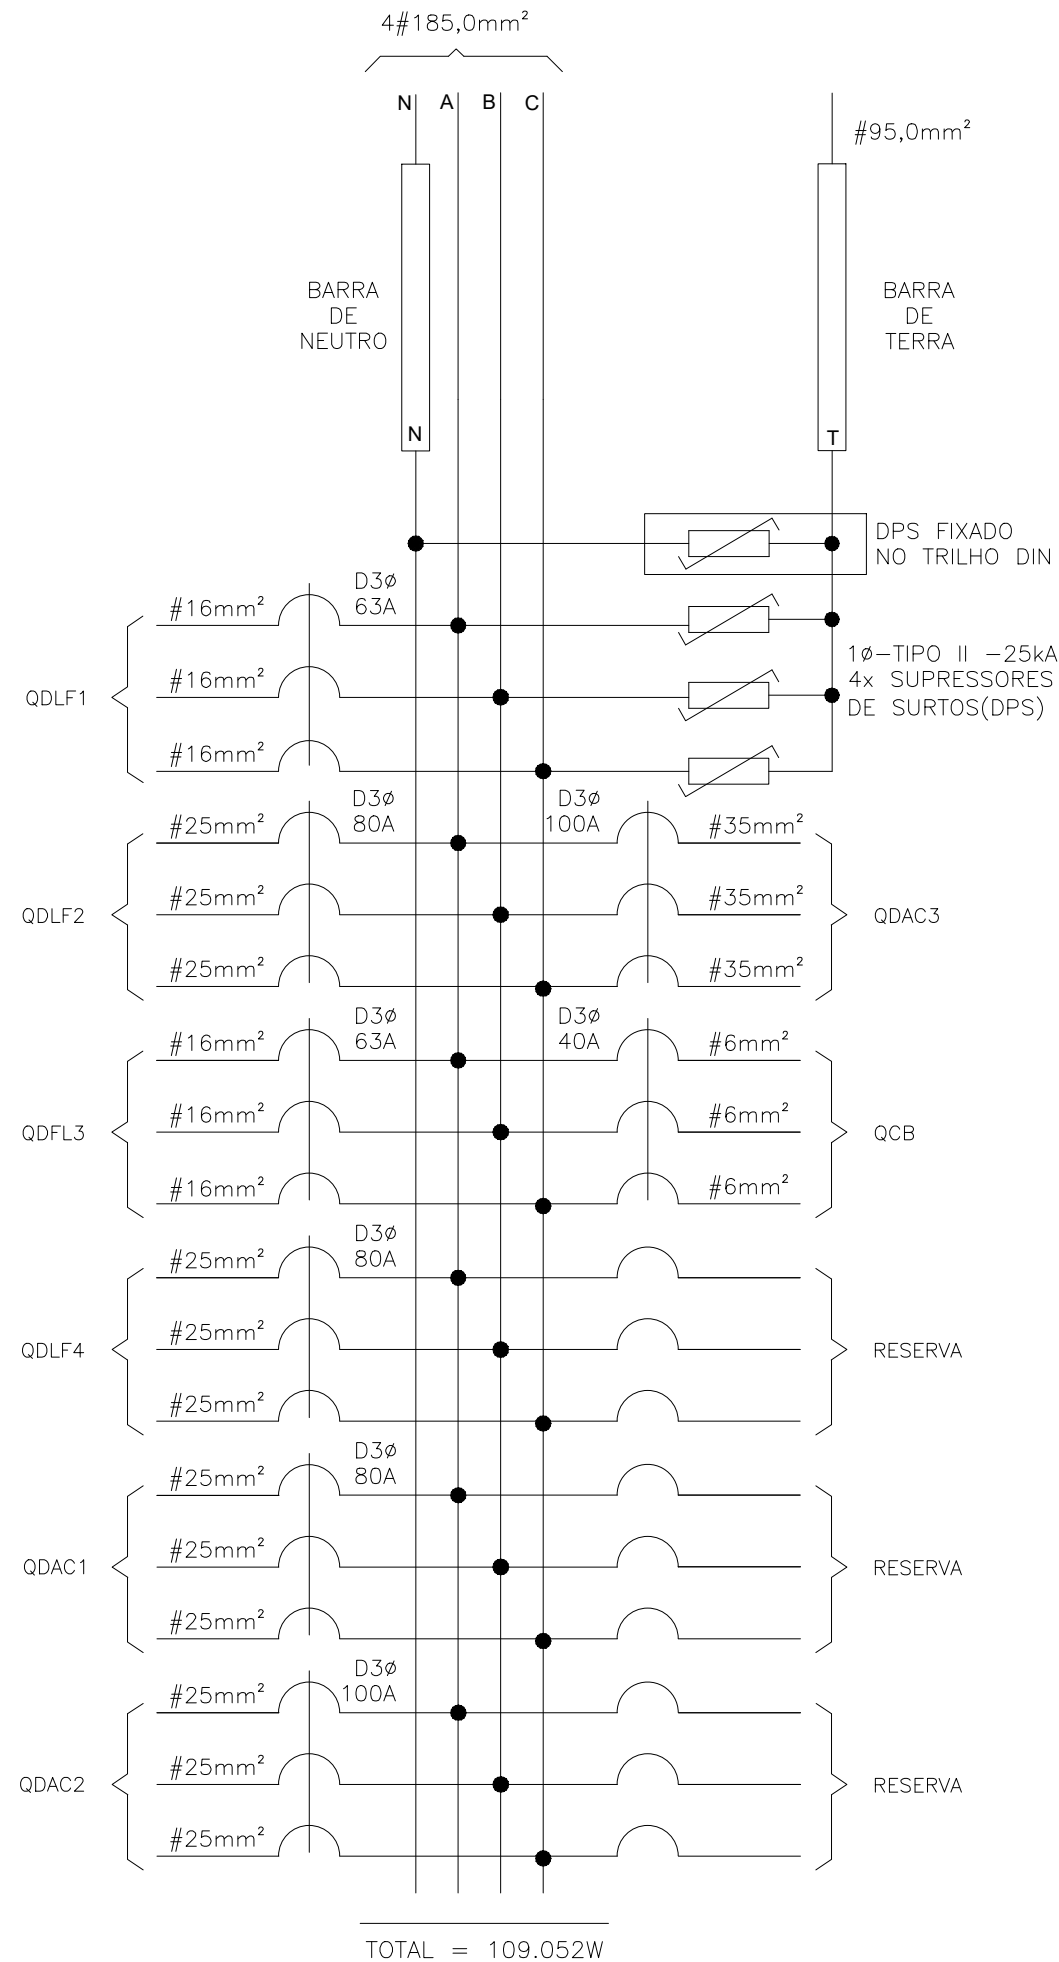 4#185,0mm²
N A B C
#95,0mm²
BARRA
DE
NEUTRO
BARRA
DE
TERRA
N
T
DPS FIXADO
NO TRILHO DIN
D3ø
63A
#16mm²
#16mm²
#16mm²
QDLF1
1ø-TIPO II -25kA
4x SUPRESSORES
DE SURTOS(DPS)
D3ø
80A
#25mm²
#25mm²
#25mm²
QDLF2
D3ø
100A
#35mm²
#35mm²
#35mm²
QDAC3
D3ø
63A
#16mm²
#16mm²
#16mm²
QDFL3
D3ø
40A
#6mm²
#6mm²
#6mm²
QCB
D3ø
80A
#25mm²
#25mm²
#25mm²
QDLF4
RESERVA
D3ø
80A
#25mm²
#25mm²
#25mm²
QDAC1
RESERVA
D3ø
100A
#25mm²
#25mm²
#25mm²
QDAC2
RESERVA
TOTAL = 109.052W